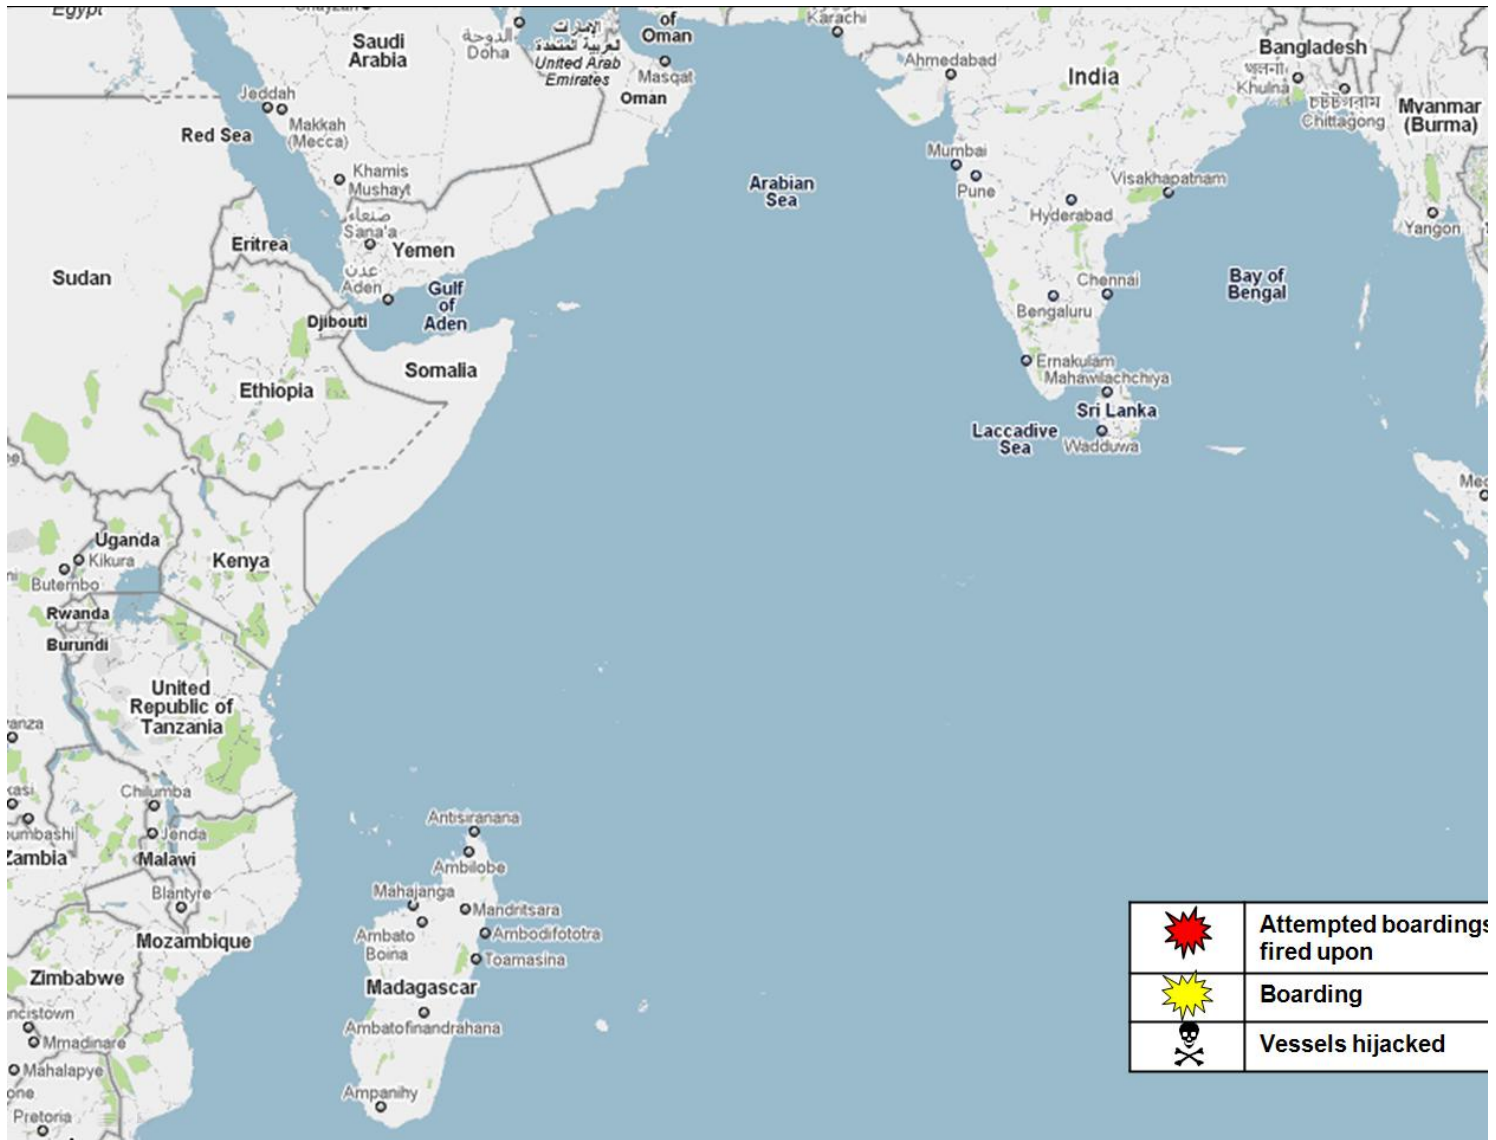 Egypt
Saudi
Arabia
الدوحة
Doha
الإمارات
العربية المتحدة
United Arab
Emirates
of
Oman
Masqat
Oman
Karachi
Ahmedabad
India
Bangladesh
Khulna
Chittagong
Myanmar
(Burma)
Jeddah
Makkah
(Mecca)
Red Sea
Khamis
Mushayt
صنعاء
Sana'a
Yemen
عدن
Aden
Gulf
of
Aden
Eritrea
Sudan
Djibouti
Somalia
Ethiopia
Arabian
Sea
Mumbai
Pune
Hyderabad
Visakhapatnam
Yangon
Bay of
Bengal
Chennai
Bengaluru
Ernakulam
Mahawilachchiya
Sri Lanka
Laccadive
Sea
Wadduwa
Uganda
Kikura
Butembo
Kenya
Rwanda
Burundi
United
Republic of
Tanzania
Chilumba
Jenda
Zambia
Malawi
Blantyre
Mozambique
Zimbabwe
Mmadinare
Mahalapye
Pretoria
Antisiranana
Ambilobe
Mahajanga
Mandritsara
Ambato
Boina
Ambodifototra
Toamasina
Madagascar
Ambatofinandrahana
Ampanihy
Attempted boardings
fired upon
Boarding
Vessels hijacked